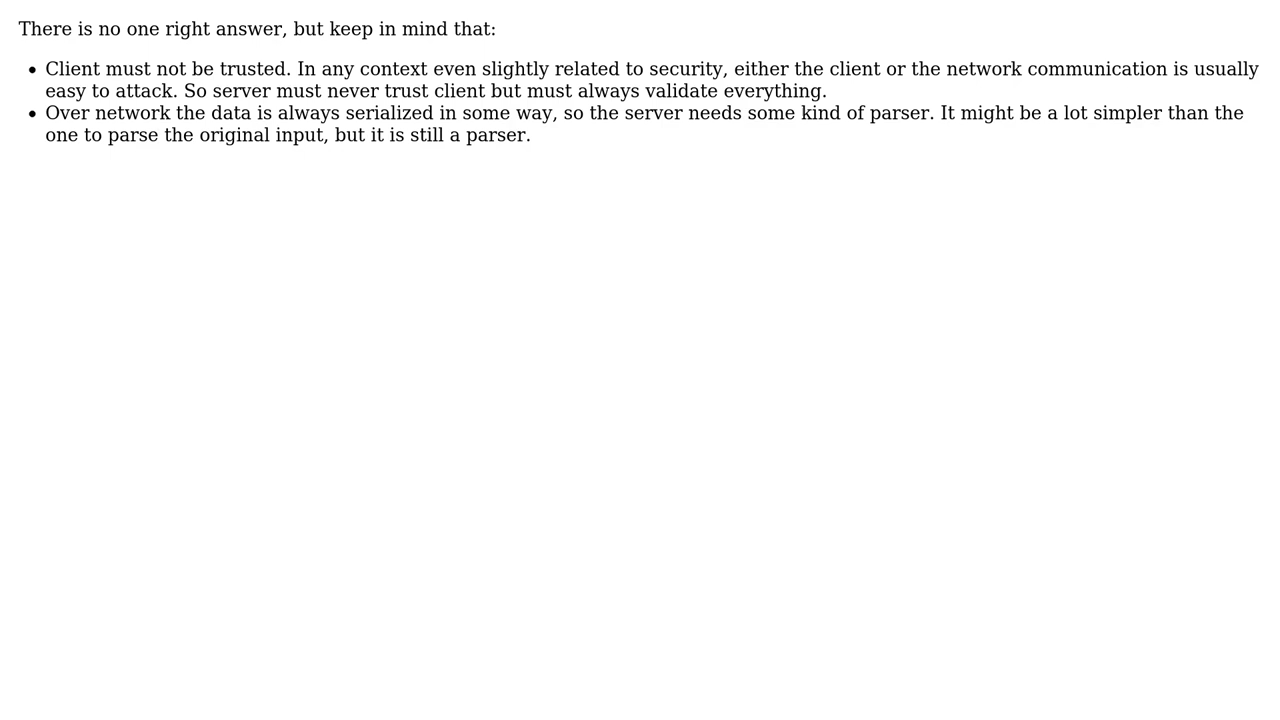 There is no one right answer, but keep in mind that:
• Client must not be trusted. In any context even slightly related to security, either the client or the network communication is usually
easy to attack. So server must never trust client but must always validate everything.
• Over network the data is always serialized in some way, so the server needs some kind of parser. It might be a lot simpler than the
one to parse the original input, but it is still a parser.